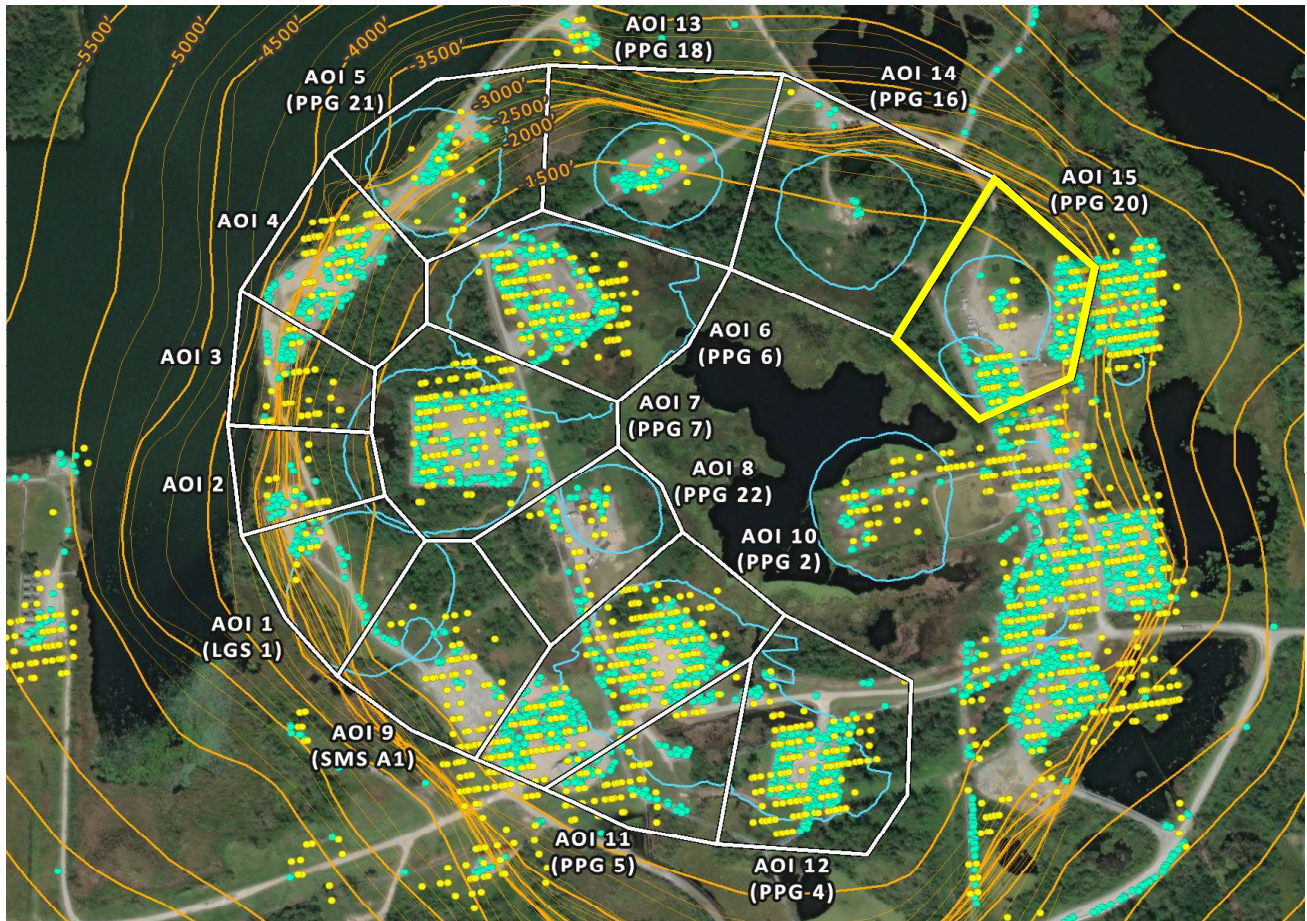 -5500'
-5000'
-4500'
-4000'
-3500'
-3000'
-2500'
-2000'
-1500'
AOI 13
(PPG 18)
AOI 5
(PPG 21)
AOI 14
(PPG 16)
AOI 15
(PPG 20)
AOI 4
AOI 6
(PPG 6)
AOI 3
AOI 7
(PPG 7)
AOI 2
AOI 8
(PPG 22)
AOI 10
(PPG 2)
AOI 1
(LGS 1)
AOI 9
(SMS A1)
AOI 11
(PPG 5)
AOI 12
(PPG 4)